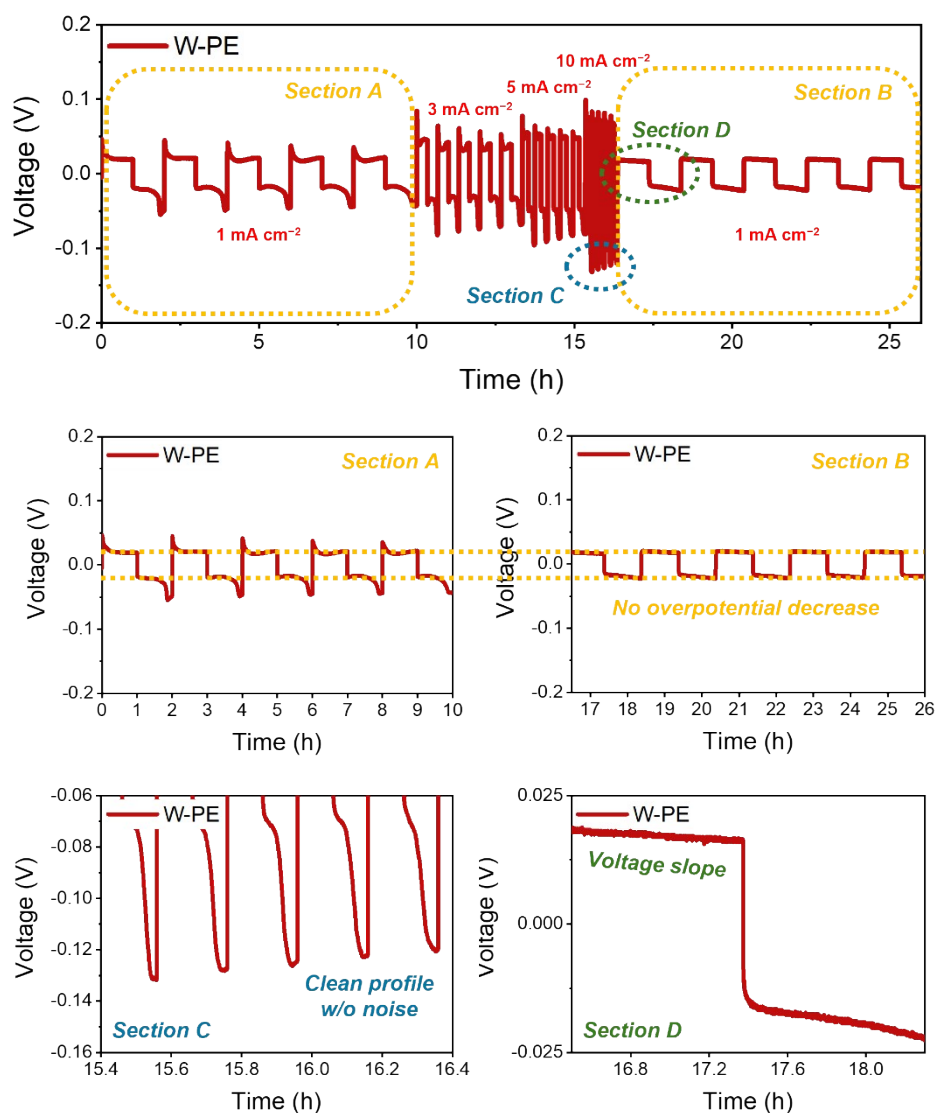 0.2
W-PE
10 mA cm⁻²
5 mA cm⁻²
Section A
Section B
3 mA cm⁻²
0.1
Section D
Voltage (V)
0.0
1 mA cm⁻²
1 mA cm⁻²
-0.1
Section C
-0.2
0 5 10 15 20 25
Time (h)
0.2
W-PE
Section A
0.1
Voltage (V)
0.0
-0.1
-0.2
0 1 2 3 4 5 6 7 8 9 10
Time (h)
0.2
W-PE
Section B
0.1
Voltage (V)
0.0
No overpotential decrease
-0.1
-0.2
17 18 19 20 21 22 23 24 25 26
Time (h)
-0.06
W-PE
-0.08
Voltage (V)
-0.10
-0.12
Clean profile
w/o noise
-0.14
Section C
-0.16
15.4 15.6 15.8 16.0 16.2 16.4
Time (h)
0.025
W-PE
Voltage slope
Voltage (V)
0.000
Section D
-0.025
16.8 17.2 17.6 18.0
Time (h)